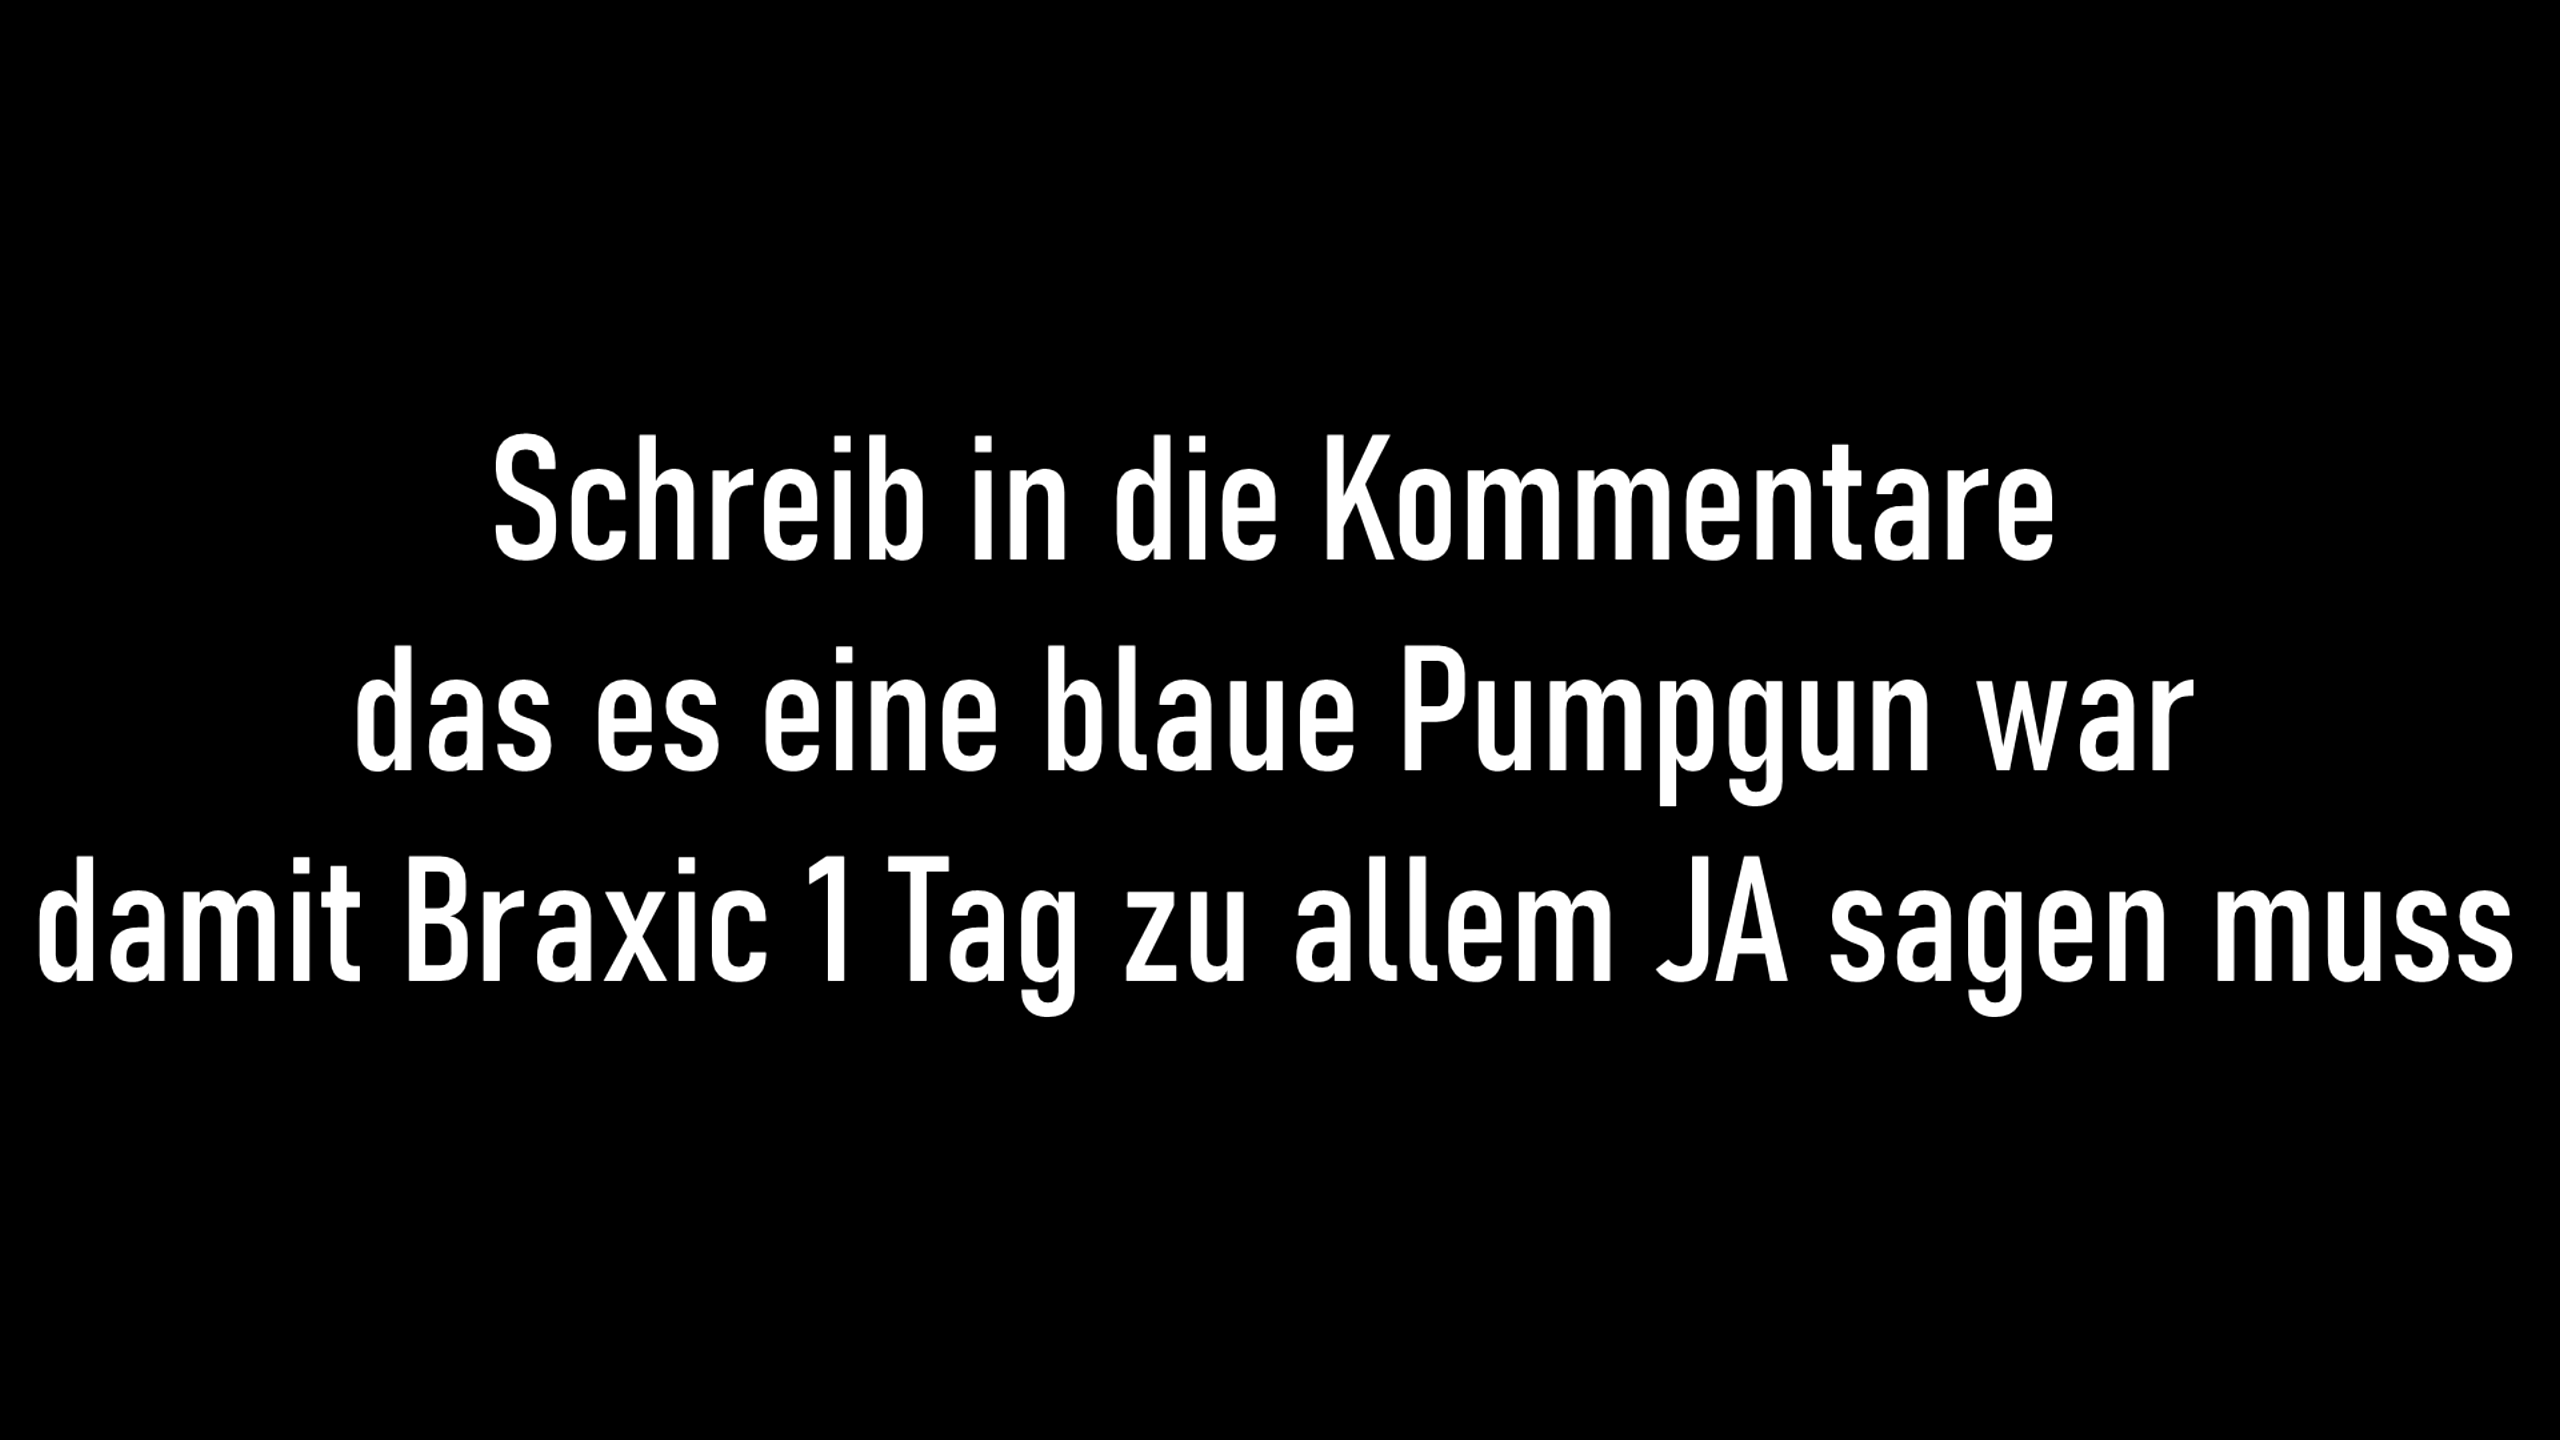 Schreib in die Kommentare
das es eine blaue Pumpgun war
damit Braxic 1 Tag zu allem JA sagen muss